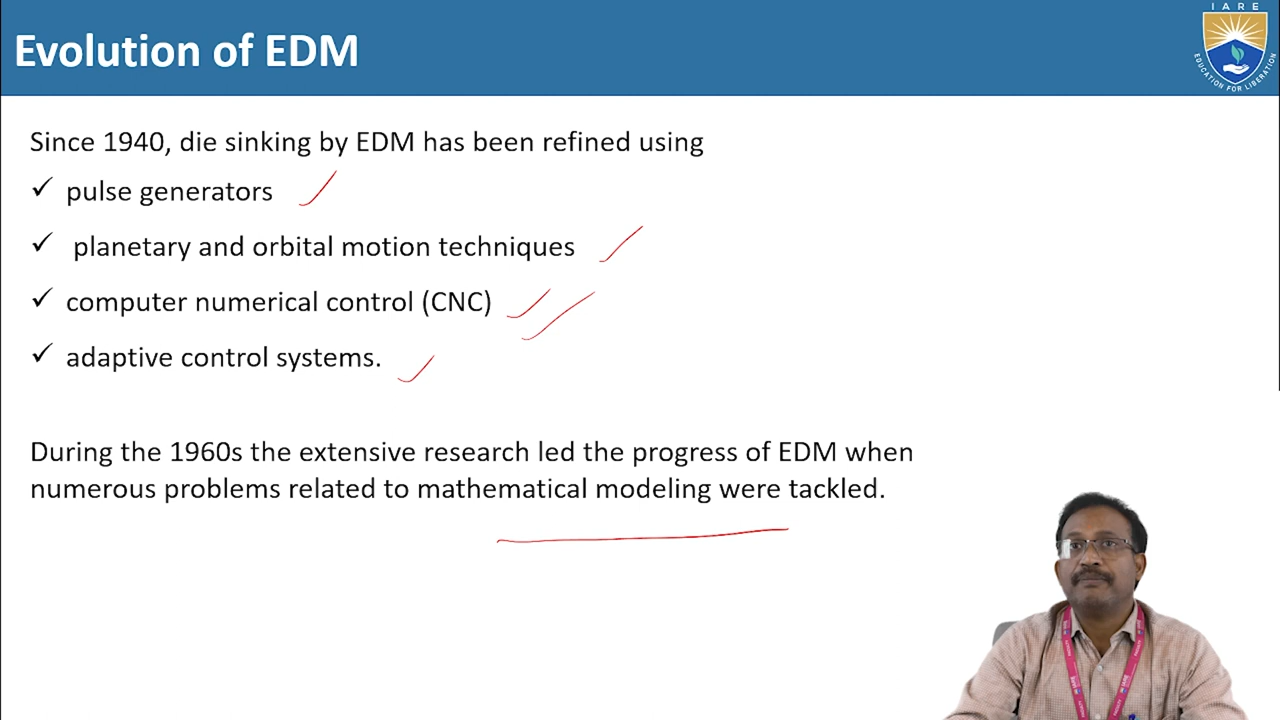 IARE
Evolution of EDM
EDUCATION FOR LIBERATION
Since 1940, die sinking by EDM has been refined using
✓ pulse generators
✓ planetary and orbital motion techniques
✓ computer numerical control (CNC)
✓ adaptive control systems.
During the 1960s the extensive research led the progress of EDM when
numerous problems related to mathematical modeling were tackled.